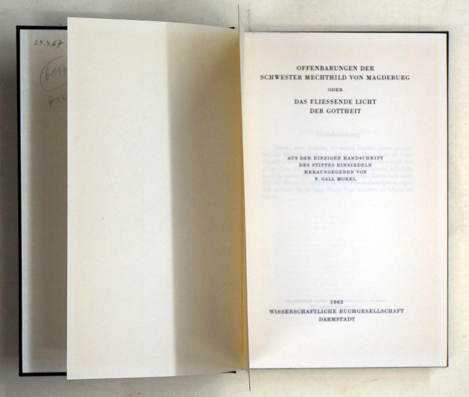 OFFENBARUNGEN DER
SCHWESTER MECHTHILD VON MAGDEBURG
ODER
DAS FLIESSENDE LICHT
DER GOTTHEIT
AUS DER EINZIGEN HANDSCHRIFT
DES STIFTES EINSIEDELN
HERAUSGEGEBEN VON
P. GALL MOREL
1963
WISSENSCHAFTLICHE BUCHGESELLSCHAFT
DARMSTADT